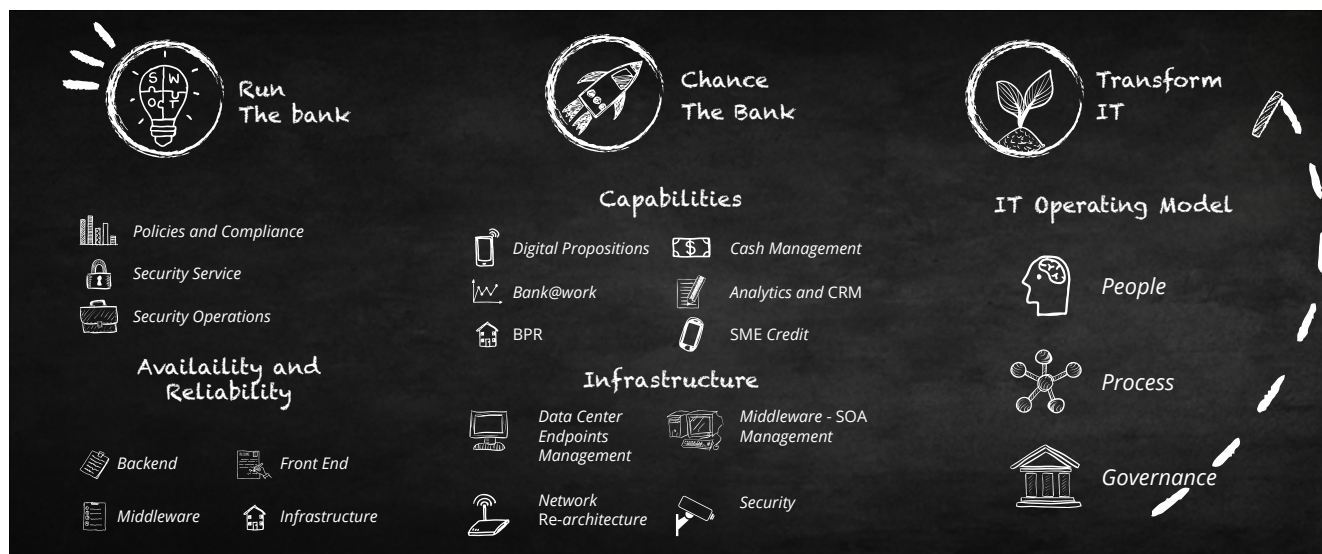 S W
O T
Run
The bank
Policies and Compliance
Security Service
Security Operations
Availaility and
Reliability
Backend
Front End
Middleware
Infrastructure
Chance
The Bank
Capabilities
Digital Propositions
Cash Management
Bank@work
Analytics and CRM
BPR
SME Credit
Infrastructure
Data Center
Endpoints
Management
Middleware - SOA
Management
Network
Re-architecture
Security
Transform
IT
IT Operating Model
People
Process
Governance